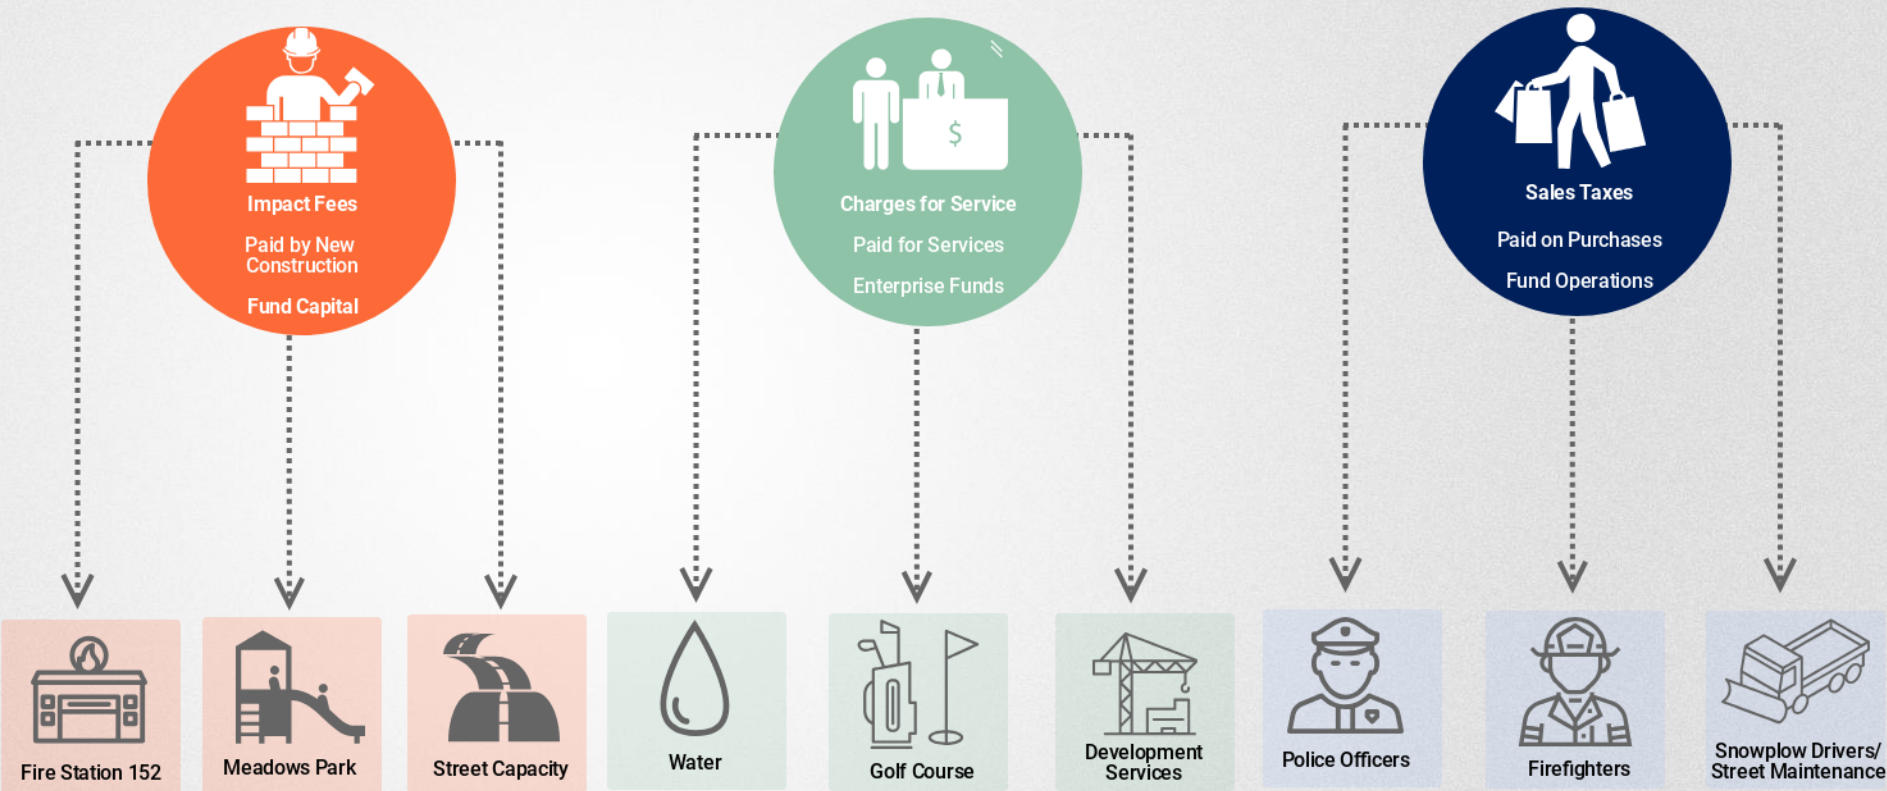 Impact Fees
Paid by New
Construction
Fund Capital
$
Charges for Service
Paid for Services
Enterprise Funds
Sales Taxes
Paid on Purchases
Fund Operations
Fire Station 152
Meadows Park
Street Capacity
Water
Golf Course
Development
Services
Police Officers
Firefighters
Snowplow Drivers/
Street Maintenance